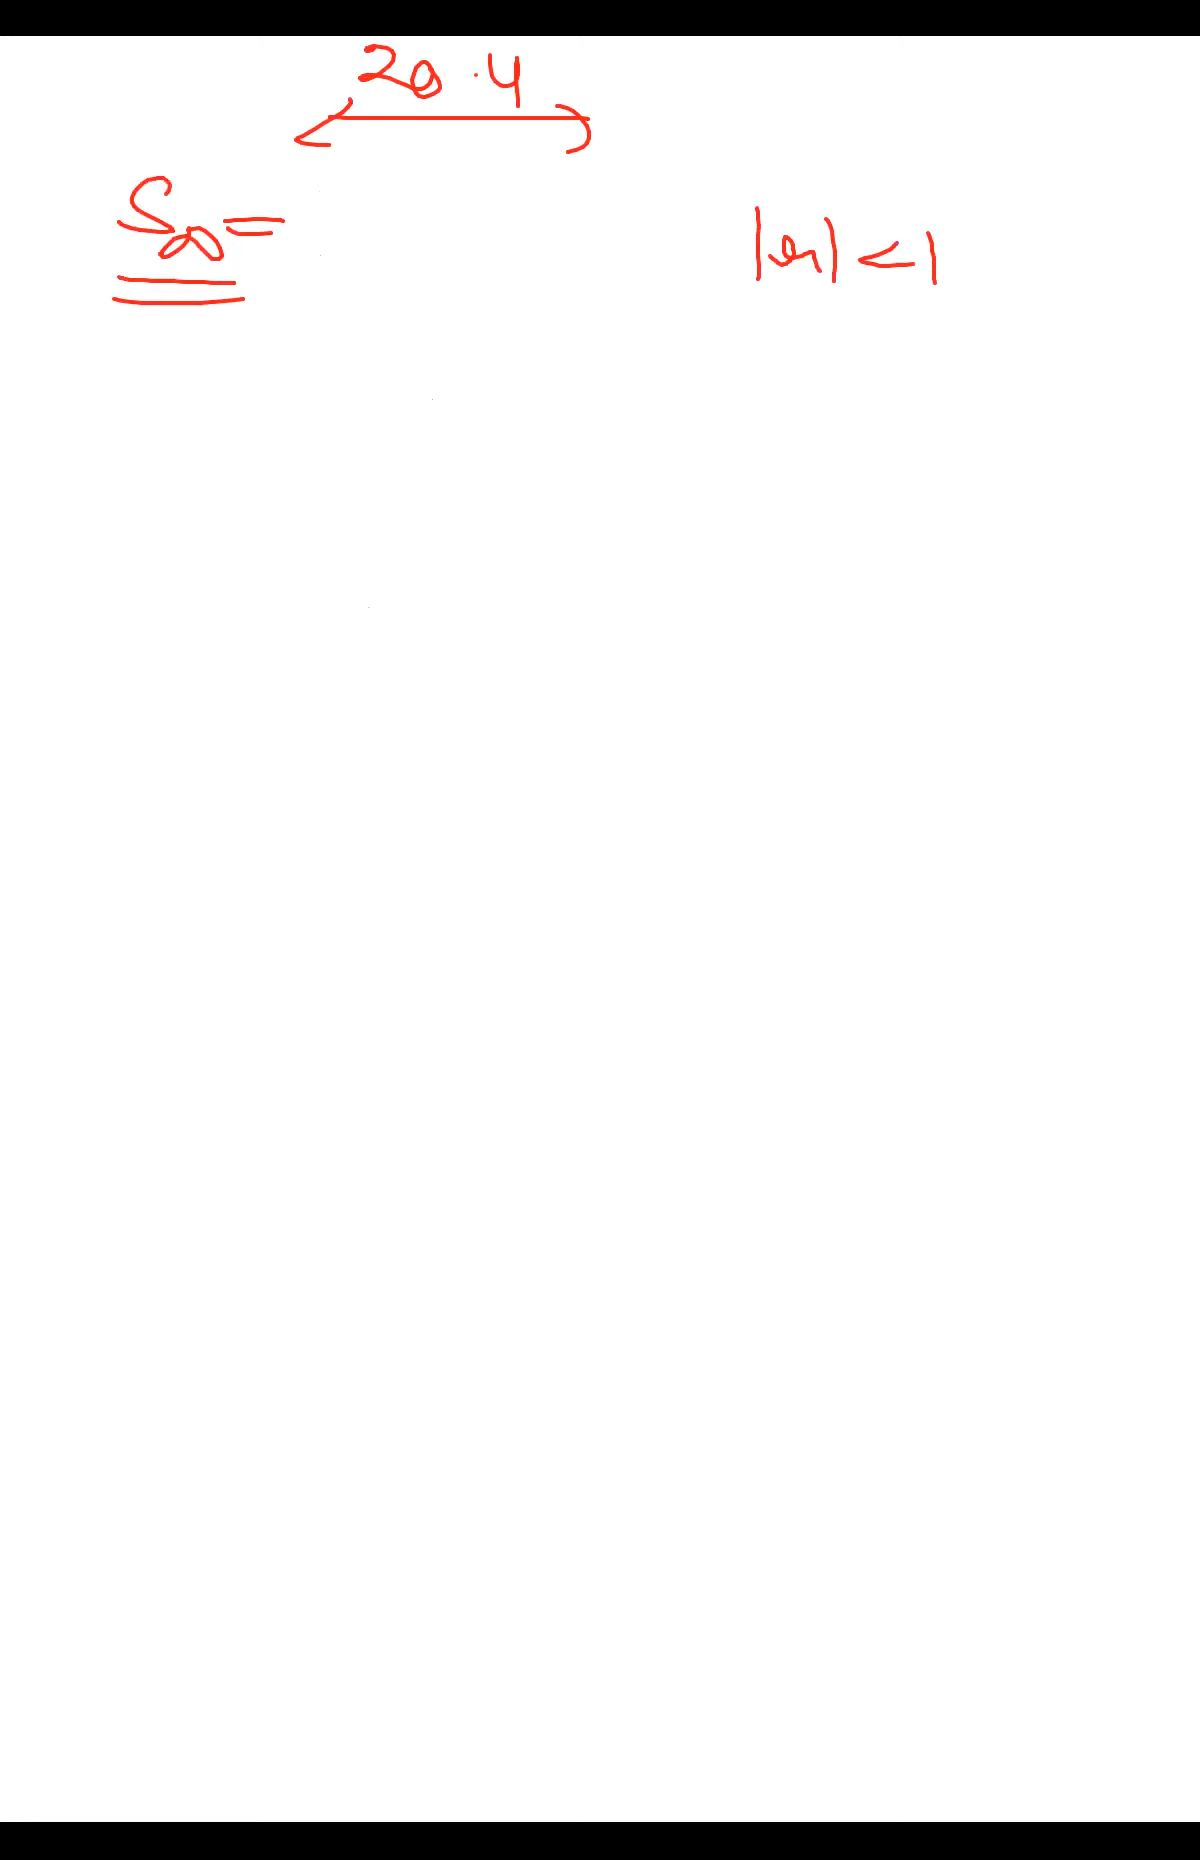 20.4
S∞ = |r| < 1